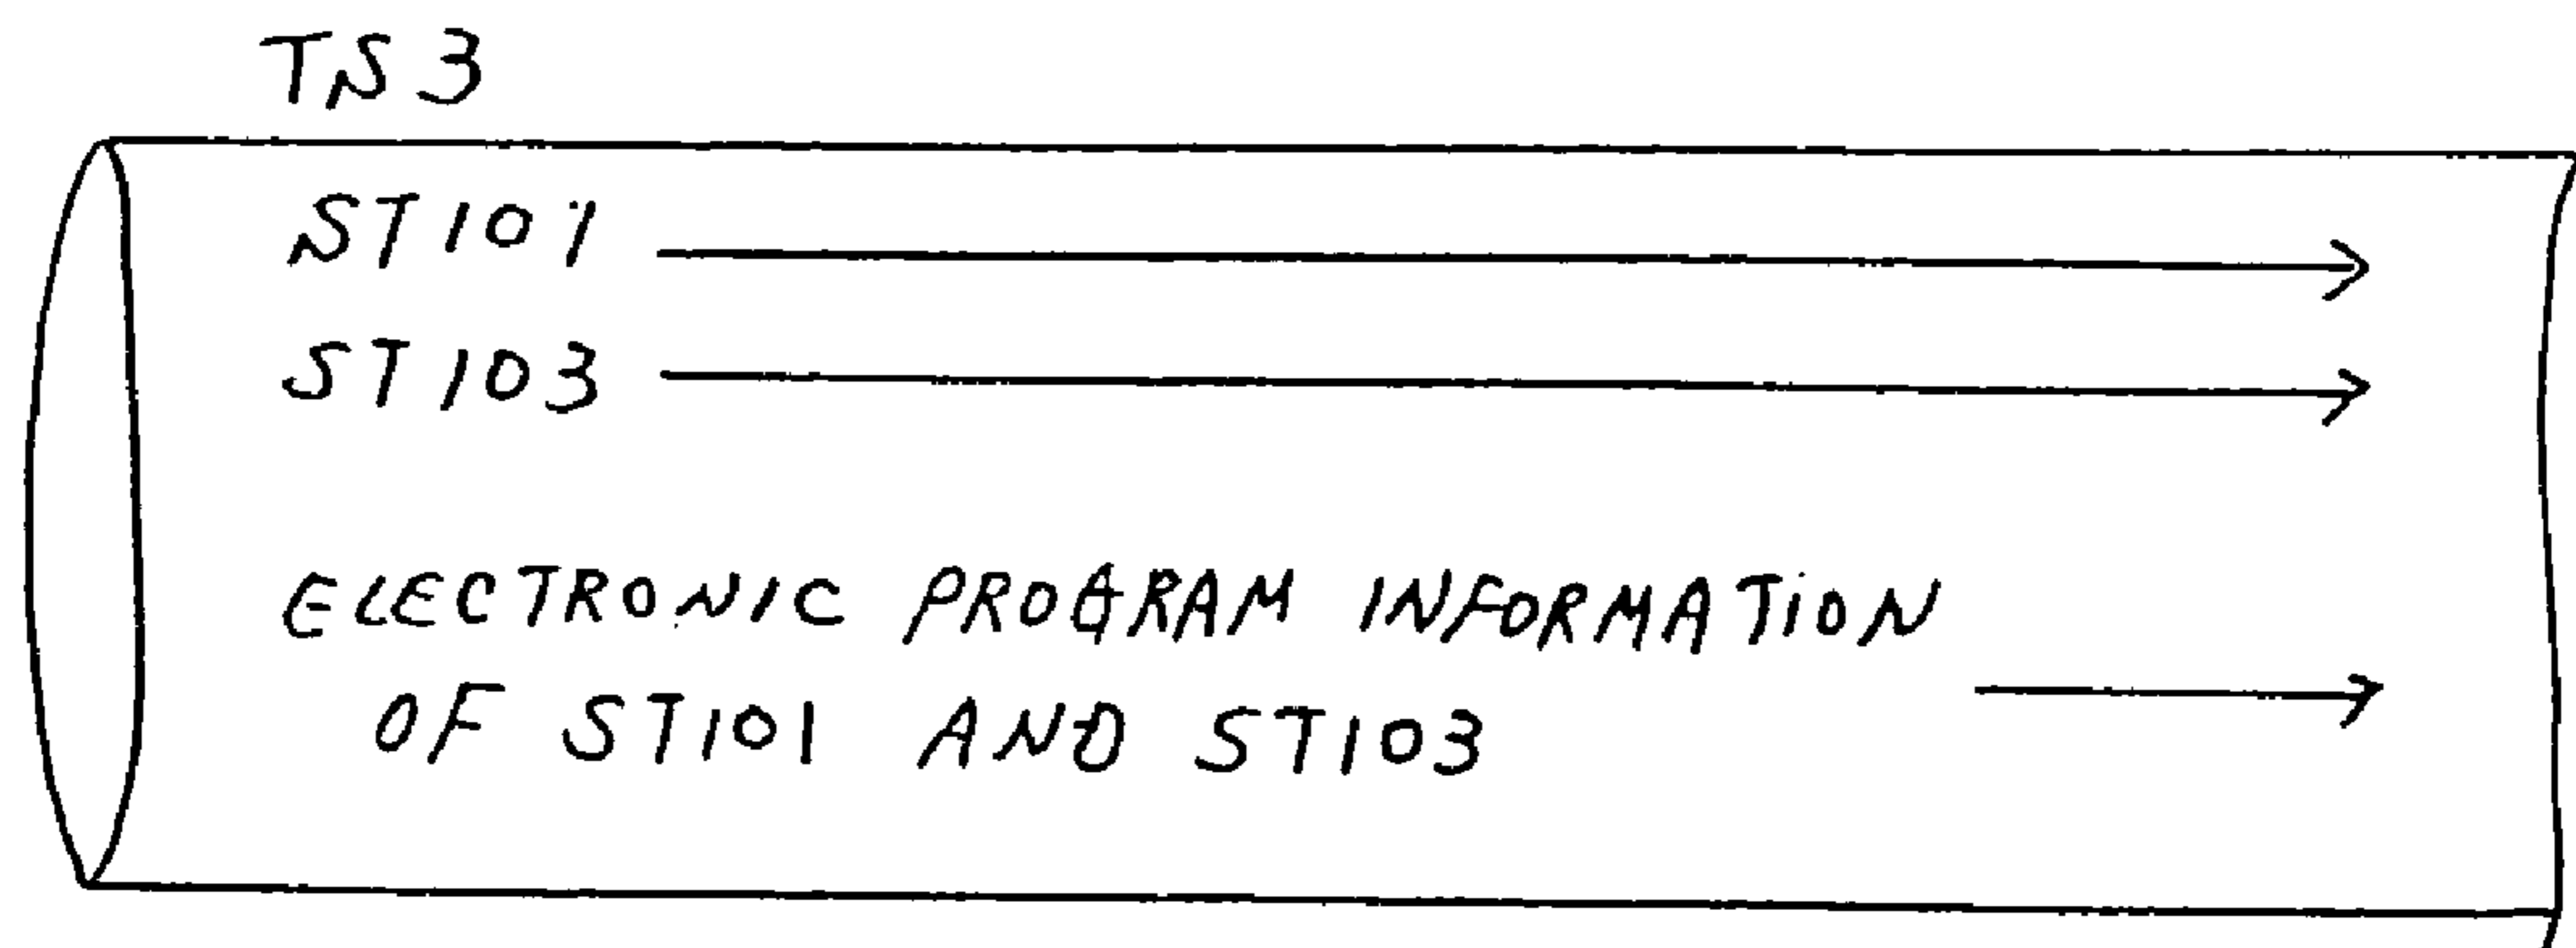 TS3
ST101
ST103
ELECTRONIC PROGRAM INFORMATION
OF ST101 AND ST103